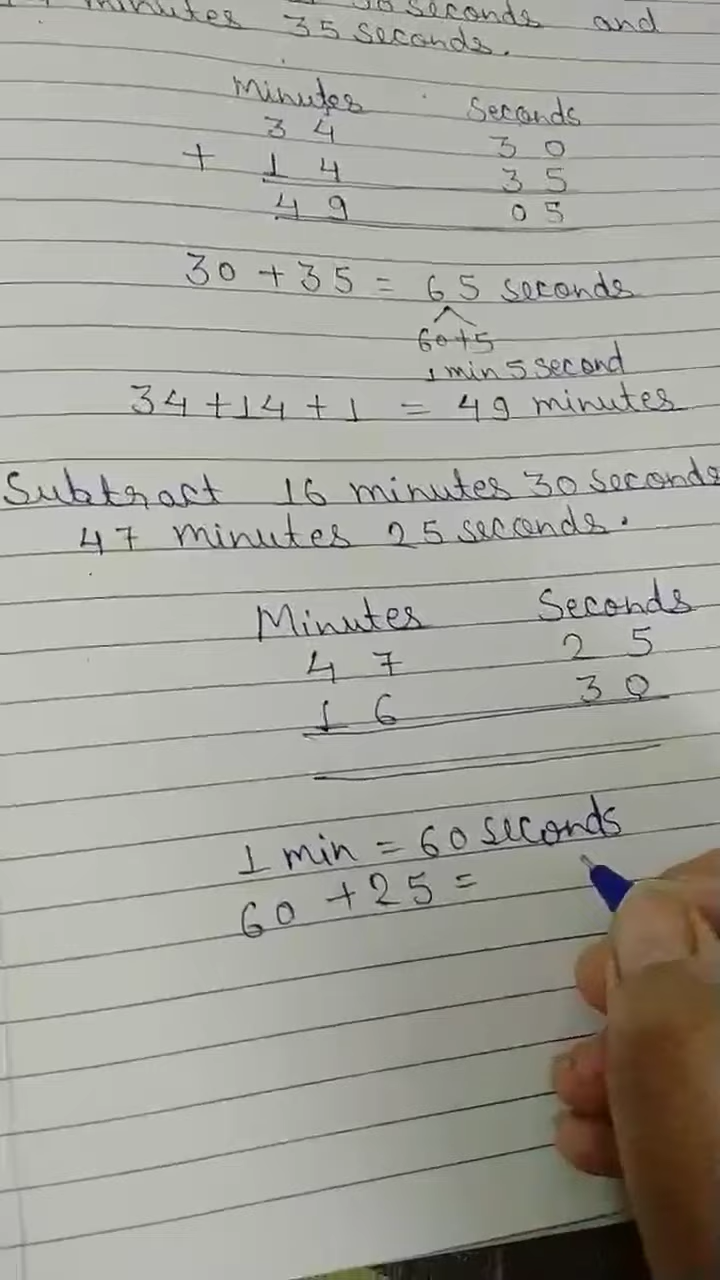 minutes 30 seconds and
35 seconds.
Minutes Seconds
3 4 3 0
+ 1 4 3 5
4 9 0 5
30 + 35 = 65 seconds
60+5
1 min 5 second
34 + 14 + 1 = 49 minutes
Subtract 16 minutes 30 seconds
47 minutes 25 seconds.
Minutes Seconds
4 7 2 5
1 6 3 0
1 min = 60 seconds
60 + 25 =